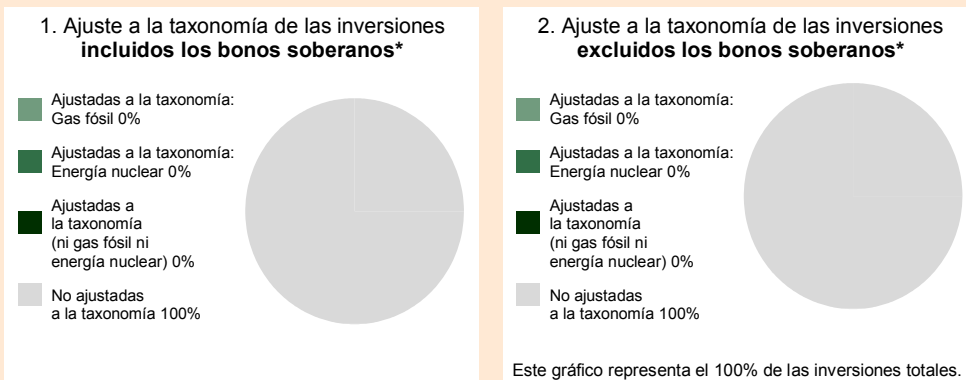 1. Ajuste a la taxonomía de las inversiones
incluidos los bonos soberanos*
Ajustadas a la taxonomía:
Gas fósil 0%
Ajustadas a la taxonomía:
Energía nuclear 0%
Ajustadas a
la taxonomía
(ni gas fósil ni
energía nuclear) 0%
No ajustadas
a la taxonomía 100%
2. Ajuste a la taxonomía de las inversiones
excluidos los bonos soberanos*
Ajustadas a la taxonomía:
Gas fósil 0%
Ajustadas a la taxonomía:
Energía nuclear 0%
Ajustadas a
la taxonomía
(ni gas fósil ni
energía nuclear) 0%
No ajustadas
a la taxonomía 100%
Este gráfico representa el 100% de las inversiones totales.